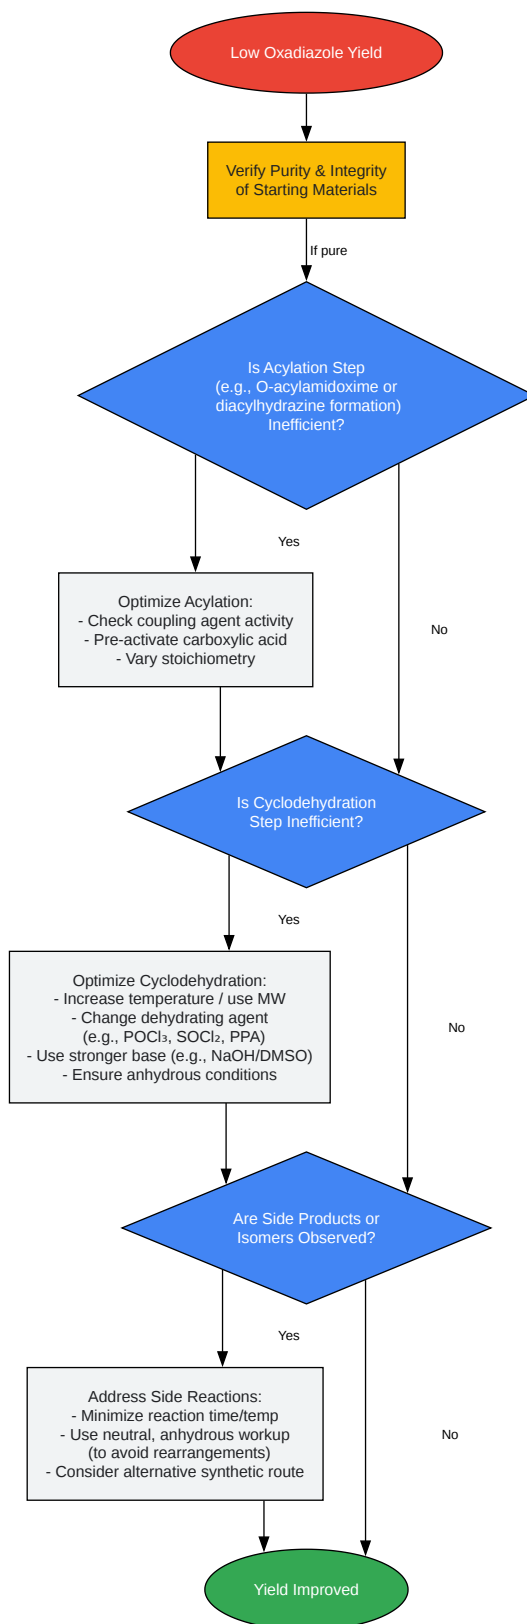 Low Oxadiazole Yield
Verify Purity & Integrity
of Starting Materials
If pure
Is Acylation Step
(e.g., O-acylamidoxime or
diacylhydrazine formation)
Inefficient?
Yes
Optimize Acylation:
- Check coupling agent activity
- Pre-activate carboxylic acid
- Vary stoichiometry
No
Is Cyclodehydration
Step Inefficient?
Yes
Optimize Cyclodehydration:
- Increase temperature / use MW
- Change dehydrating agent
(e.g., POCl₃, SOCl₂, PPA)
- Use stronger base (e.g., NaOH/DMSO)
- Ensure anhydrous conditions
No
Are Side Products or
Isomers Observed?
Yes
Address Side Reactions:
- Minimize reaction time/temp
- Use neutral, anhydrous workup
(to avoid rearrangements)
- Consider alternative synthetic route
No
Yield Improved